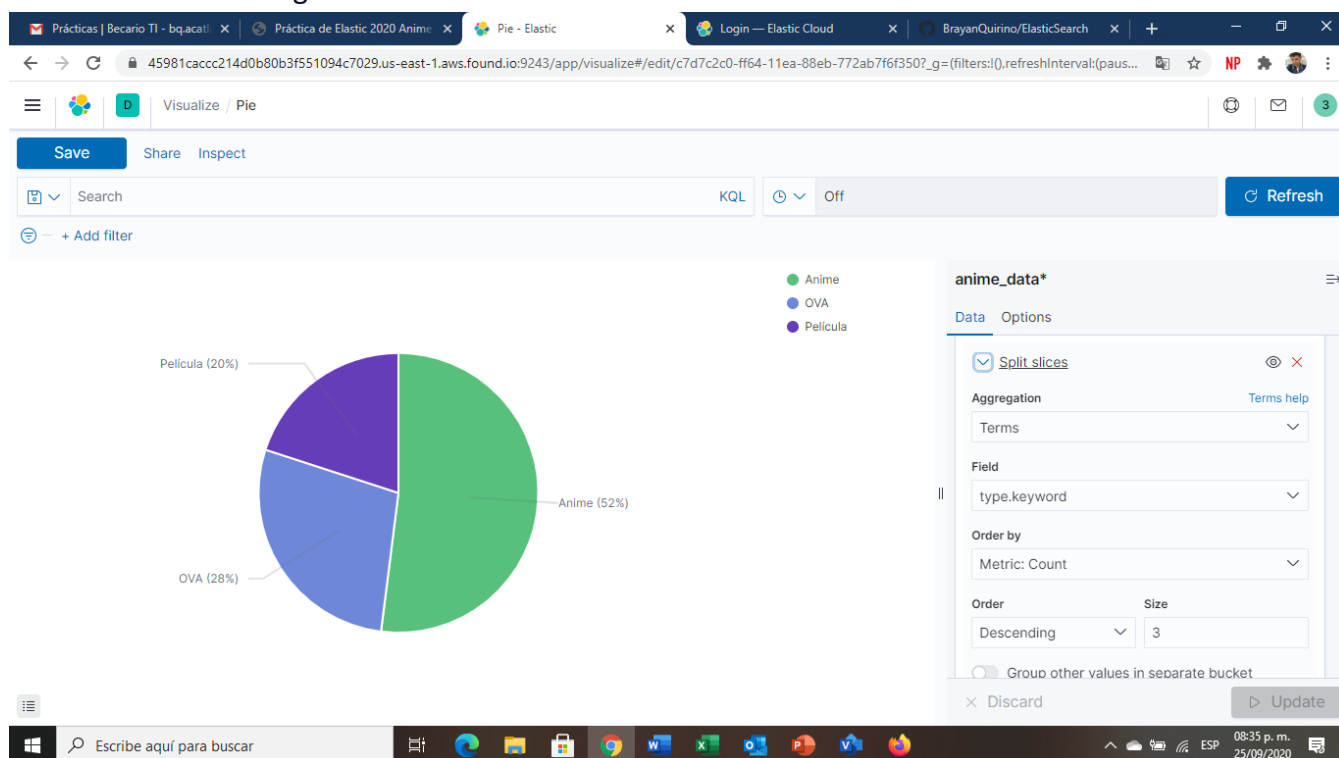 Prácticas | Becario TI - bq.acatl
Práctica de Elastic 2020 Anime
Pie - Elastic
Login — Elastic Cloud
BrayanQuirino/ElasticSearch
45981caccc214d0b80b3f551094c7029.us-east-1.aws.found.io:9243/app/visualize#/edit/c7d7c2c0-ff64-11ea-88eb-772ab7f6f350?_g=(filters:!(),refreshInterval:(paus...
NP
D
Visualize / Pie
3
Save Share Inspect
Search KQL Off Refresh
+ Add filter
Anime
OVA
Película
Película (20%)
Anime (52%)
OVA (28%)
anime_data*
Data Options
Split slices
Aggregation Terms help
Terms
Field
type.keyword
Order by
Metric: Count
Order Size
Descending 3
Group other values in separate bucket
Discard Update
Escribe aquí para buscar
ESP
08:35 p. m.
25/09/2020